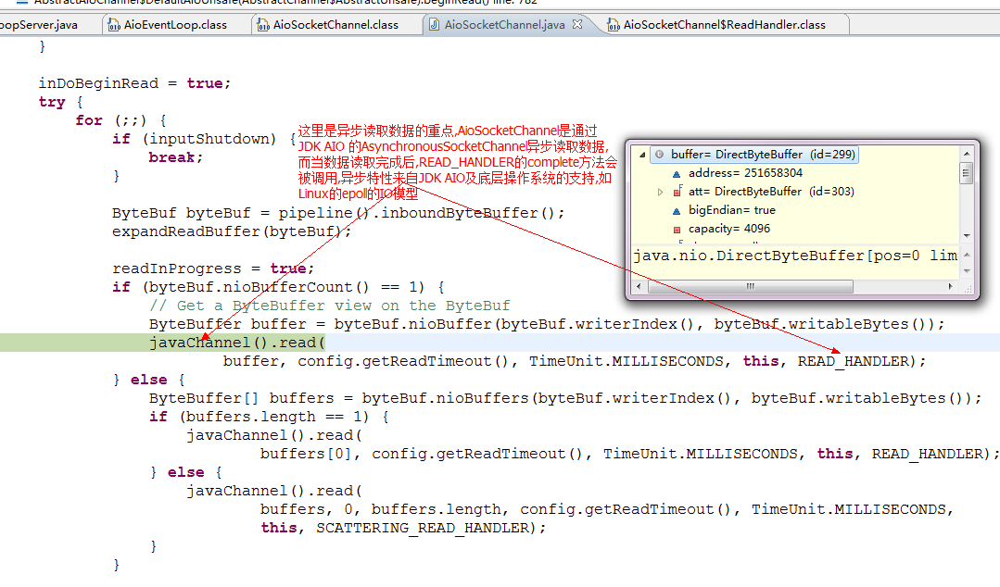 AbstractAioChannel$DefaultAioUnsafe(AbstractChannel$AbstractUnsafe).beginRead() line: 782
oopServer.java AioEventLoop.class AioSocketChannel.class AioSocketChannel.java AioSocketChannel$ReadHandler.class
}
inDoBeginRead = true;
try {
for (;;) {
if (inputShutdown) {
break;
}
这里是异步读取数据的重点,AioSocketChannel是通过
JDK AIO 的AsynchronousSocketChannel异步读取数据,
而当数据读取完成后,READ_HANDLER的complete方法会
被调用,异步特性来自JDK AIO及底层操作系统的支持,如
Linux的epoll的IO模型
buffer= DirectByteBuffer (id=299)
address= 251658304
att= DirectByteBuffer (id=303)
bigEndian= true
capacity= 4096
java.nio.DirectByteBuffer[pos=0 lim
ByteBuf byteBuf = pipeline().inboundByteBuffer();
expandReadBuffer(byteBuf);
readInProgress = true;
if (byteBuf.nioBufferCount() == 1) {
// Get a ByteBuffer view on the ByteBuf
ByteBuffer buffer = byteBuf.nioBuffer(byteBuf.writerIndex(), byteBuf.writableBytes());
javaChannel().read(
buffer, config.getReadTimeout(), TimeUnit.MILLISECONDS, this, READ_HANDLER);
} else {
ByteBuffer[] buffers = byteBuf.nioBuffers(byteBuf.writerIndex(), byteBuf.writableBytes());
if (buffers.length == 1) {
javaChannel().read(
buffers[0], config.getReadTimeout(), TimeUnit.MILLISECONDS, this, READ_HANDLER);
} else {
javaChannel().read(
buffers, 0, buffers.length, config.getReadTimeout(), TimeUnit.MILLISECONDS,
this, SCATTERING_READ_HANDLER);
}
}